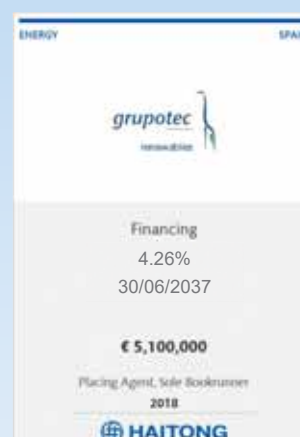 ENERGY SPAI
grupotec
renovables
Financing
4.26%
30/06/2037
€ 5,100,000
Placing Agent, Sole Bookrunner
2018
HAITONG